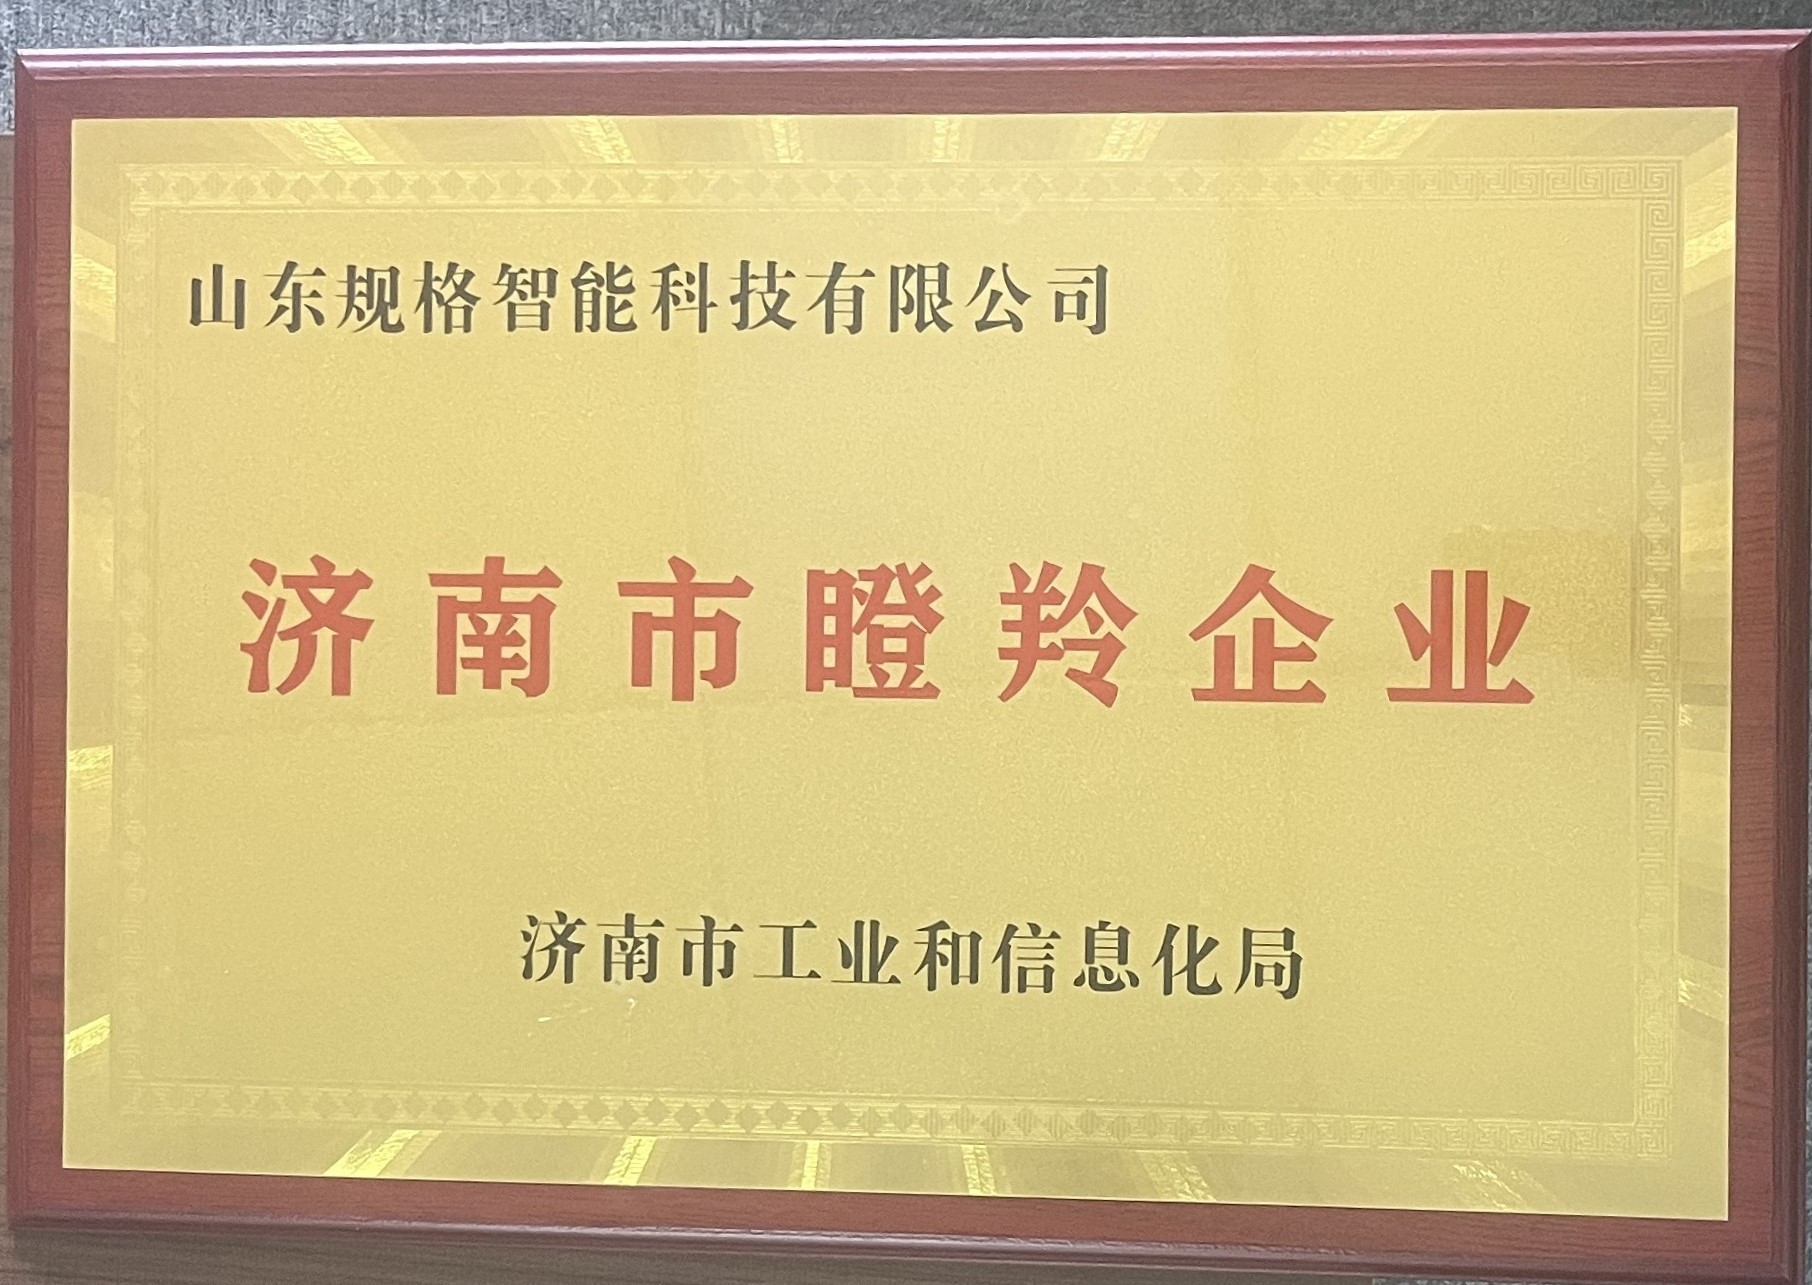 山东规格智能科技有限公司
济南市瞪羚企业
济南市工业和信息化局